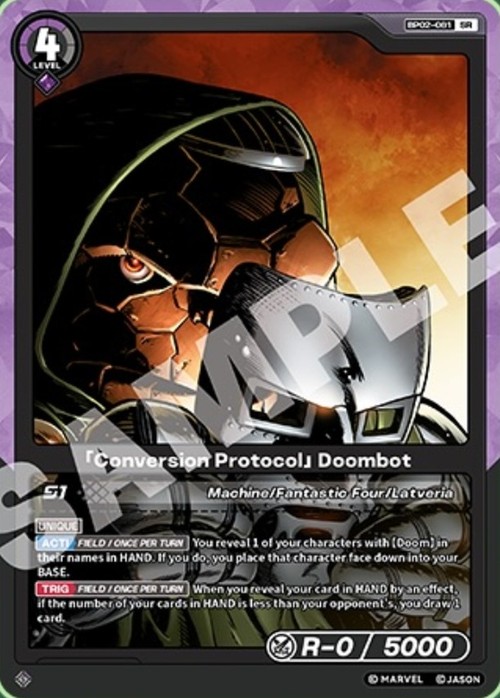 4
LEVEL
BP02-081 SR
SAMPLE
「Conversion Protocol」 Doombot
S1
Machine/Fantastic Four/Latveria
UNIQUE
ACTI FIELD / ONCE PER TURN You reveal 1 of your characters with [Doom] in
their names in HAND. If you do, you place that character face down into your
BASE.
TRIG FIELD / ONCE PER TURN When you reveal your card in HAND by an effect,
if the number of your cards in HAND is less than your opponent's, you draw 1
card.
R-0 / 5000
© MARVEL © JASON